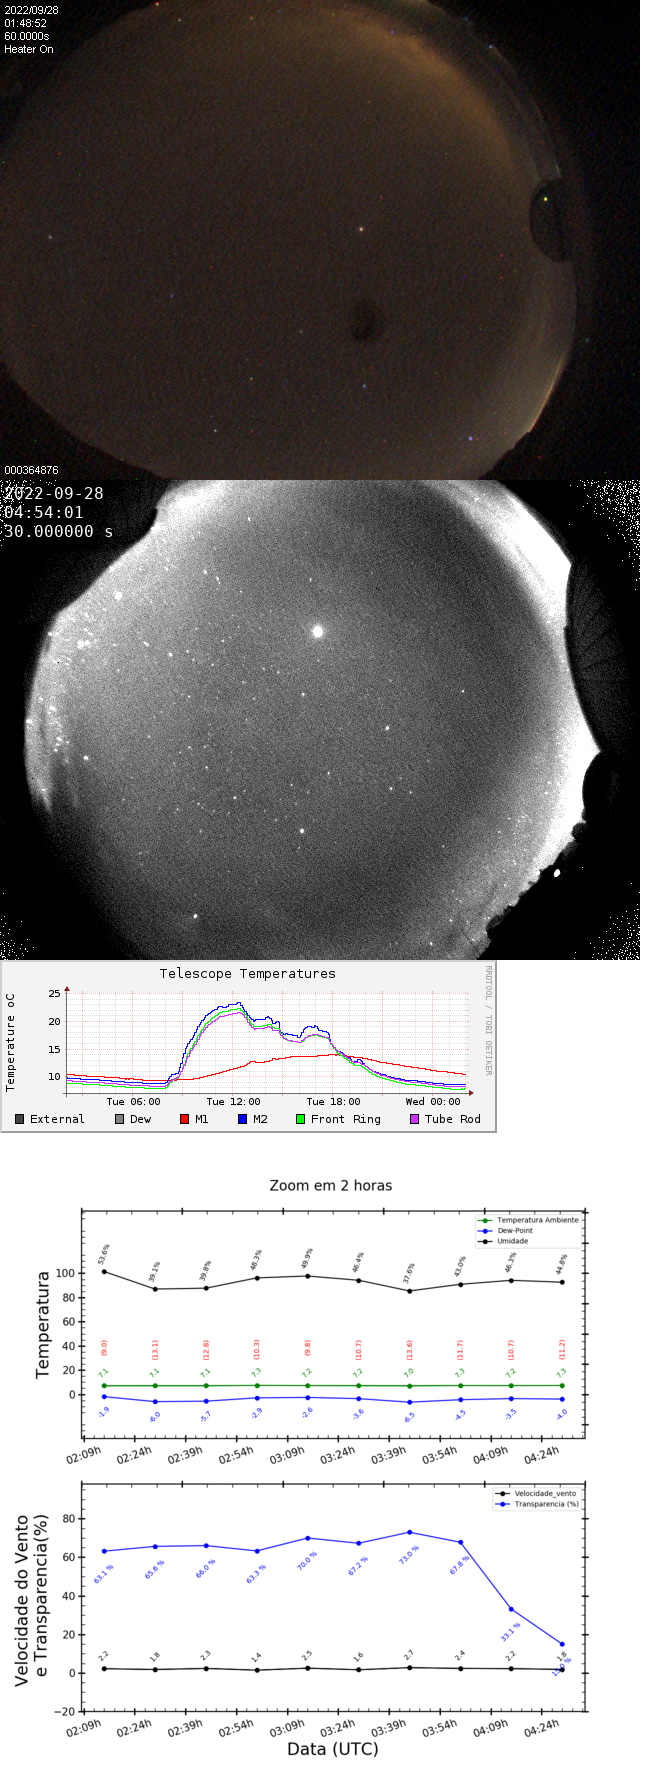 2022/09/28
01:48:52
60.0000s
Heater On
000364876
2022-09-28
04:54:01
30.000000 s
Telescope Temperatures
RRDTOOL / TOBI OETIKER
Temperature oC
25
20
15
10
Tue 06:00 Tue 12:00 Tue 18:00 Wed 00:00
External Dew M1 M2 Front Ring Tube Rod
Zoom em 2 horas
Temperatura Ambiente
Dew-Point
Umidade
Temperatura
100
80
60
40
20
0
53.6% 39.1% 39.8% 48.3% 49.9% 46.4% 37.6% 43.0% 46.3% 44.8%
(9.0) (13.1) (12.8) (10.3) (9.8) (10.7) (13.6) (11.7) (10.7) (11.2)
7.1 7.1 7.1 7.3 7.2 7.2 7.0 7.3 7.2 7.3
-1.9 -6.0 -5.7 -2.9 -2.6 -3.6 -6.5 -4.5 -3.5 -4.0
02:09h 02:24h 02:39h 02:54h 03:09h 03:24h 03:39h 03:54h 04:09h 04:24h
Velocidade_vento
Transparencia (%)
Velocidade do Vento
e Transparencia(%)
80
60
40
20
0
−20
63.1 % 65.6 % 66.0 % 63.3 % 70.0 % 67.2 % 73.0 % 67.8 % 33.1 %
2.2 1.8 2.3 1.4 2.5 1.6 2.7 2.4 2.2 1.8
02:09h 02:24h 02:39h 02:54h 03:09h 03:24h 03:39h 03:54h 04:09h 04:24h
Data (UTC)